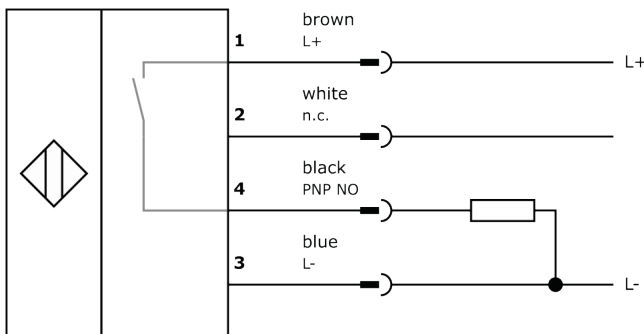 brown
1 L+
L+
white
2 n.c.
black
4 PNP NO
blue
3 L-
L-